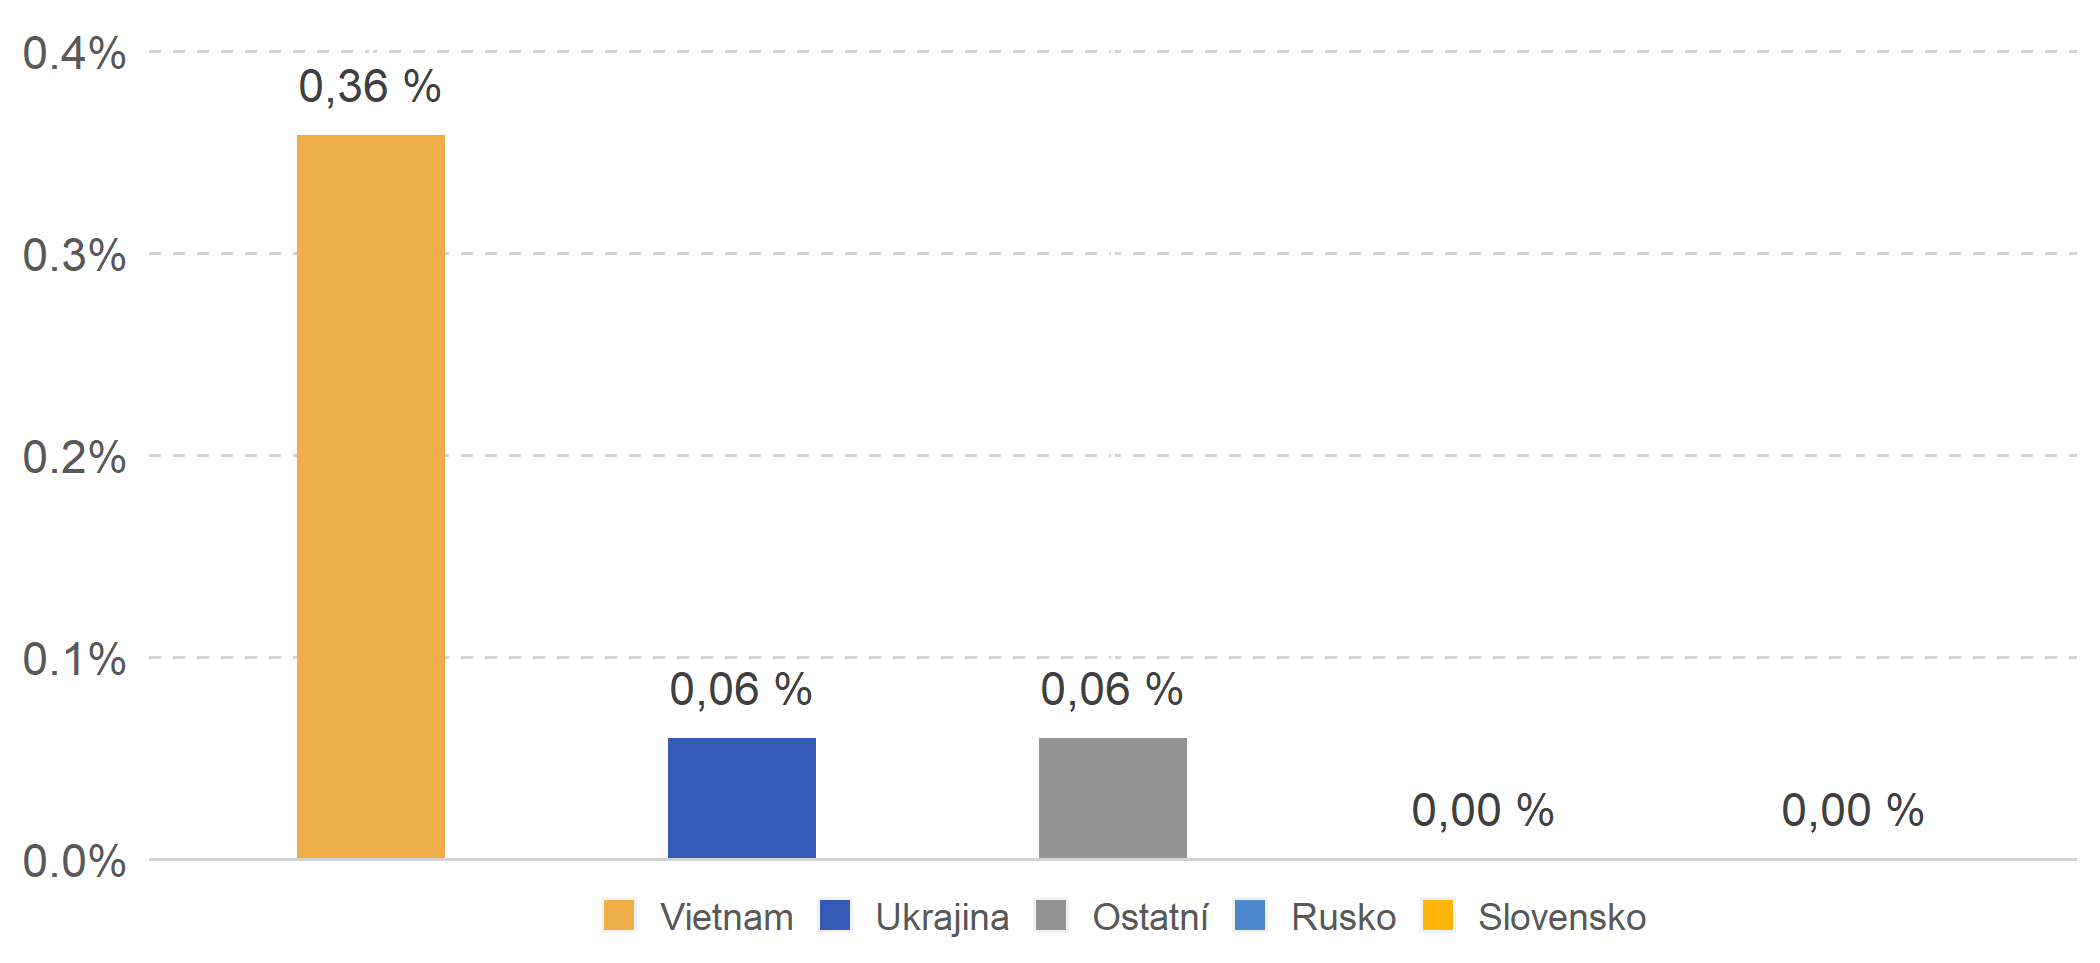 0.4%
0,36 %
0.3%
0.2%
0.1%
0,06 % 0,06 %
0,00 % 0,00 %
0.0%
Vietnam Ukrajina Ostatní Rusko Slovensko